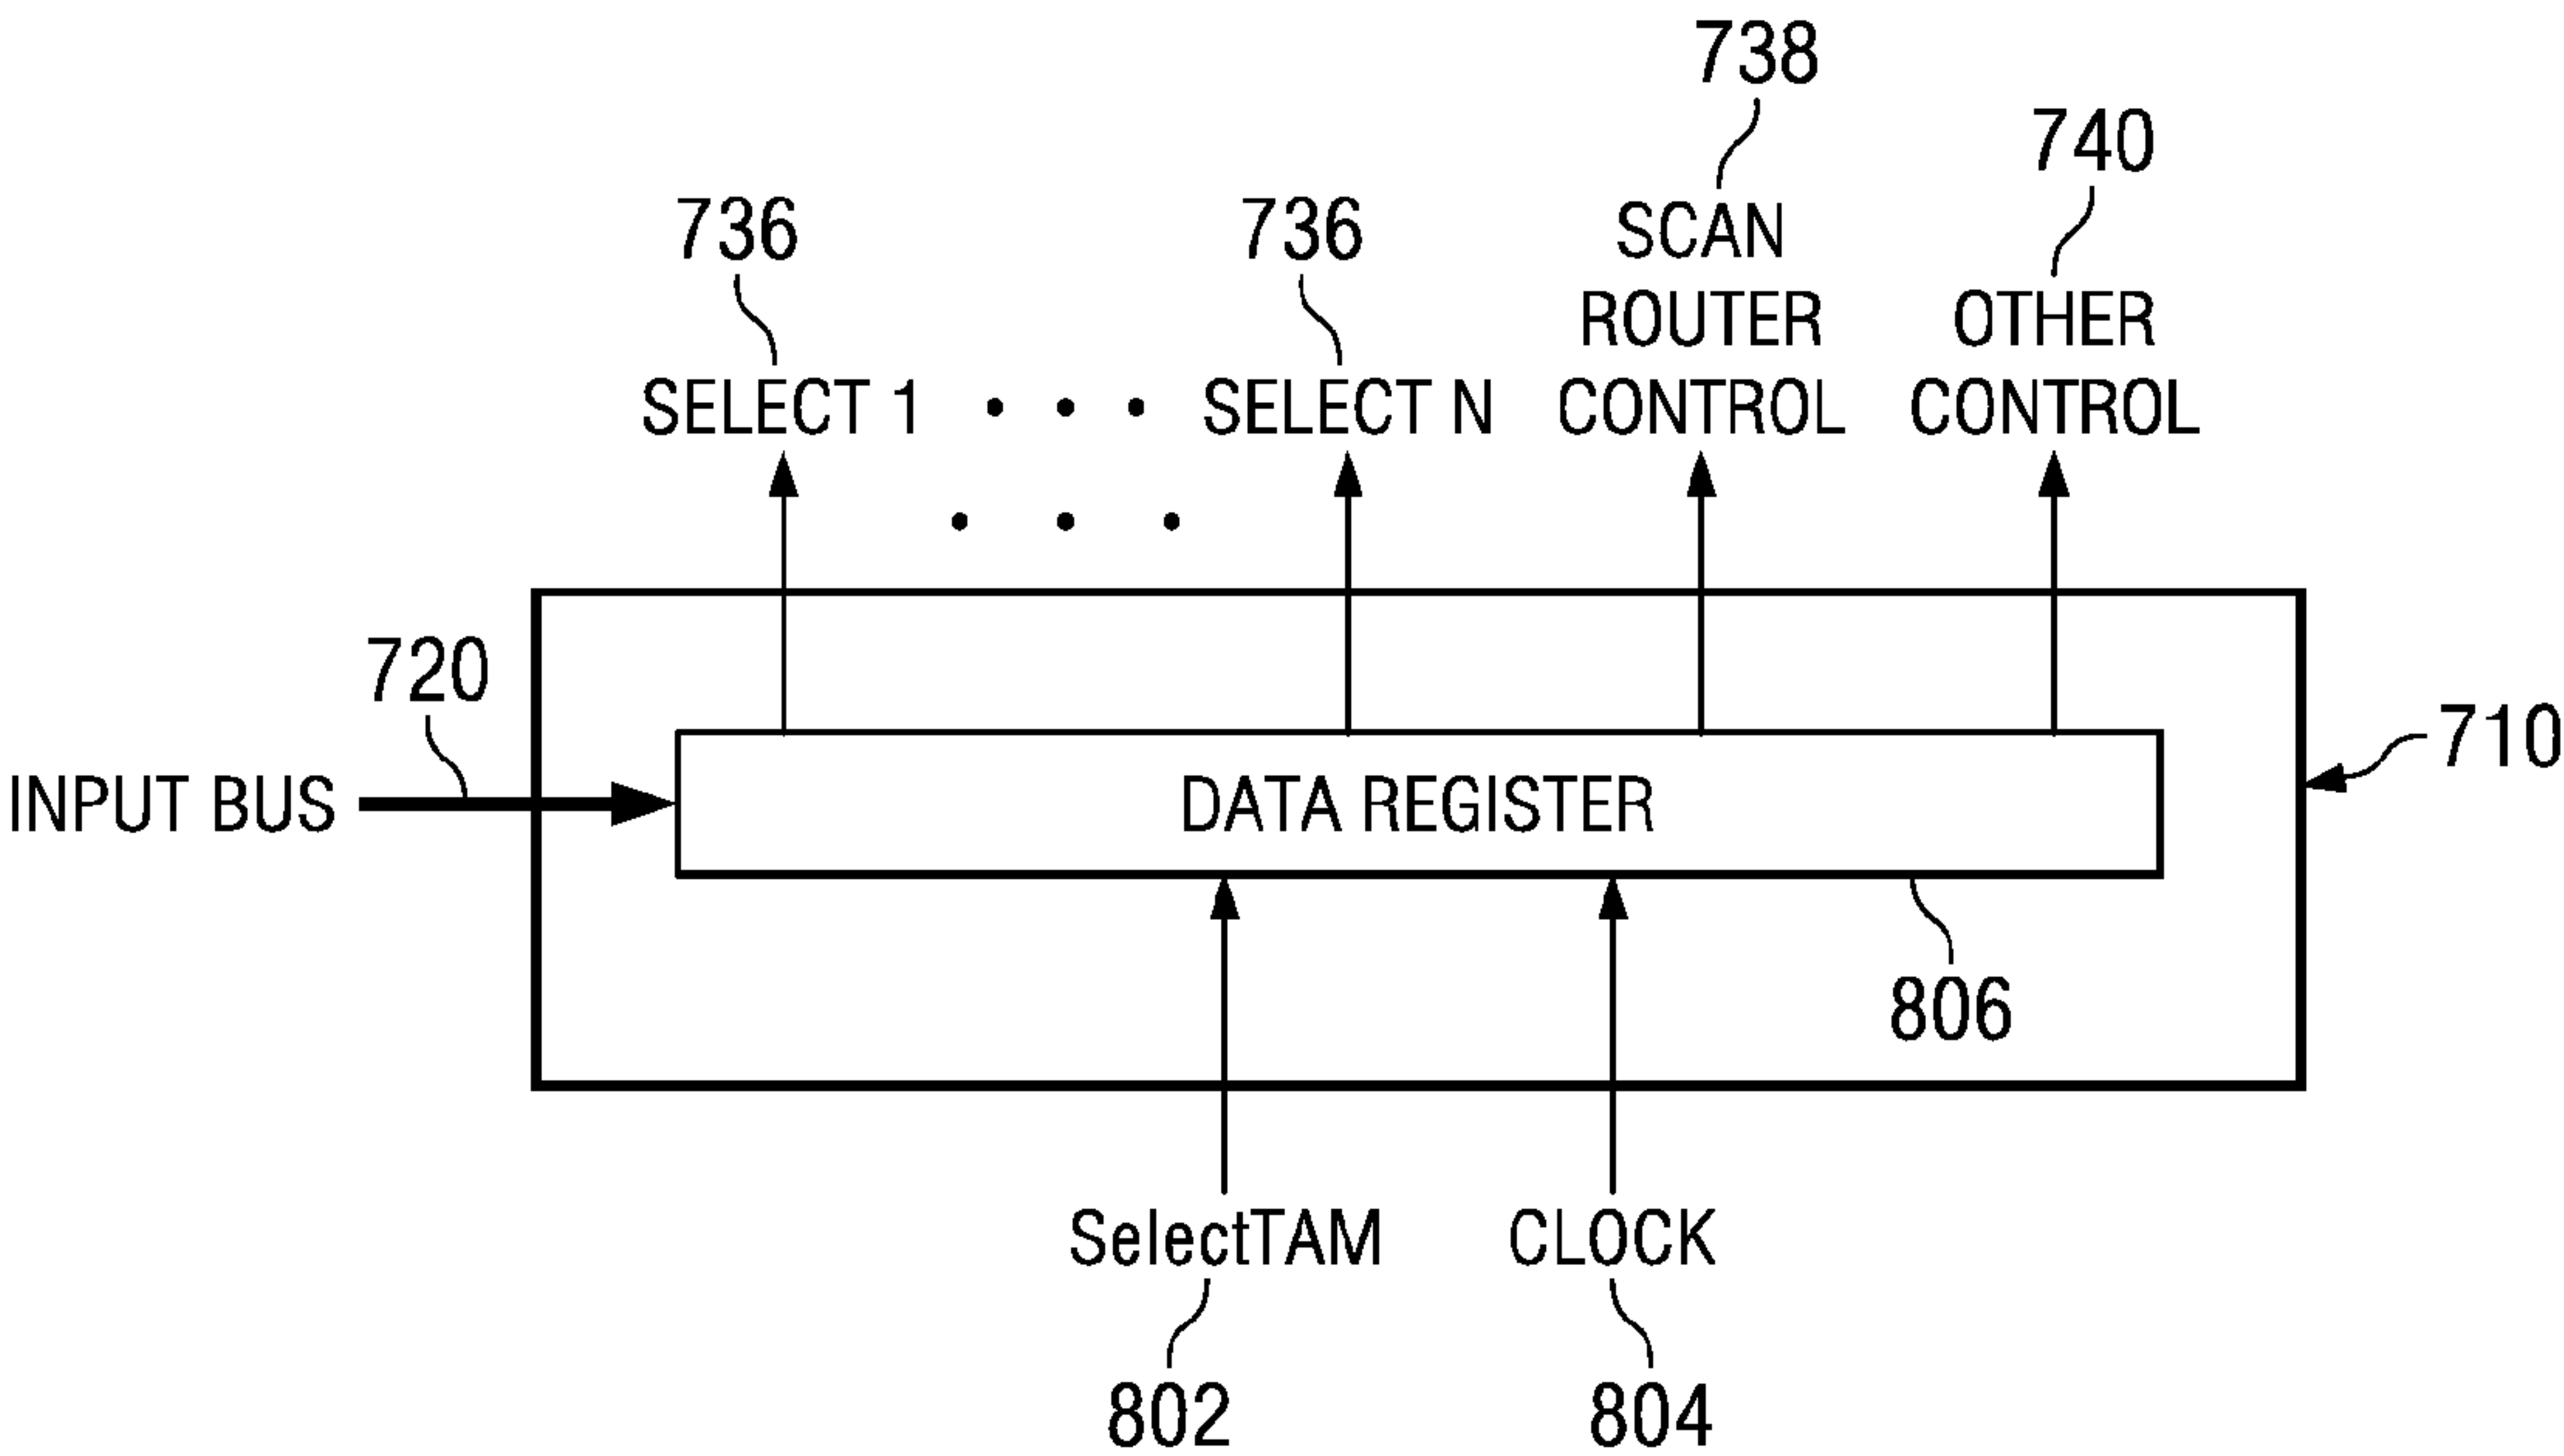 738
740
736
736
SCAN
ROUTER
CONTROL
OTHER
CONTROL
SELECT 1 • • • SELECT N
• • •
720
INPUT BUS
DATA REGISTER
710
806
SelectTAM
CLOCK
802
804